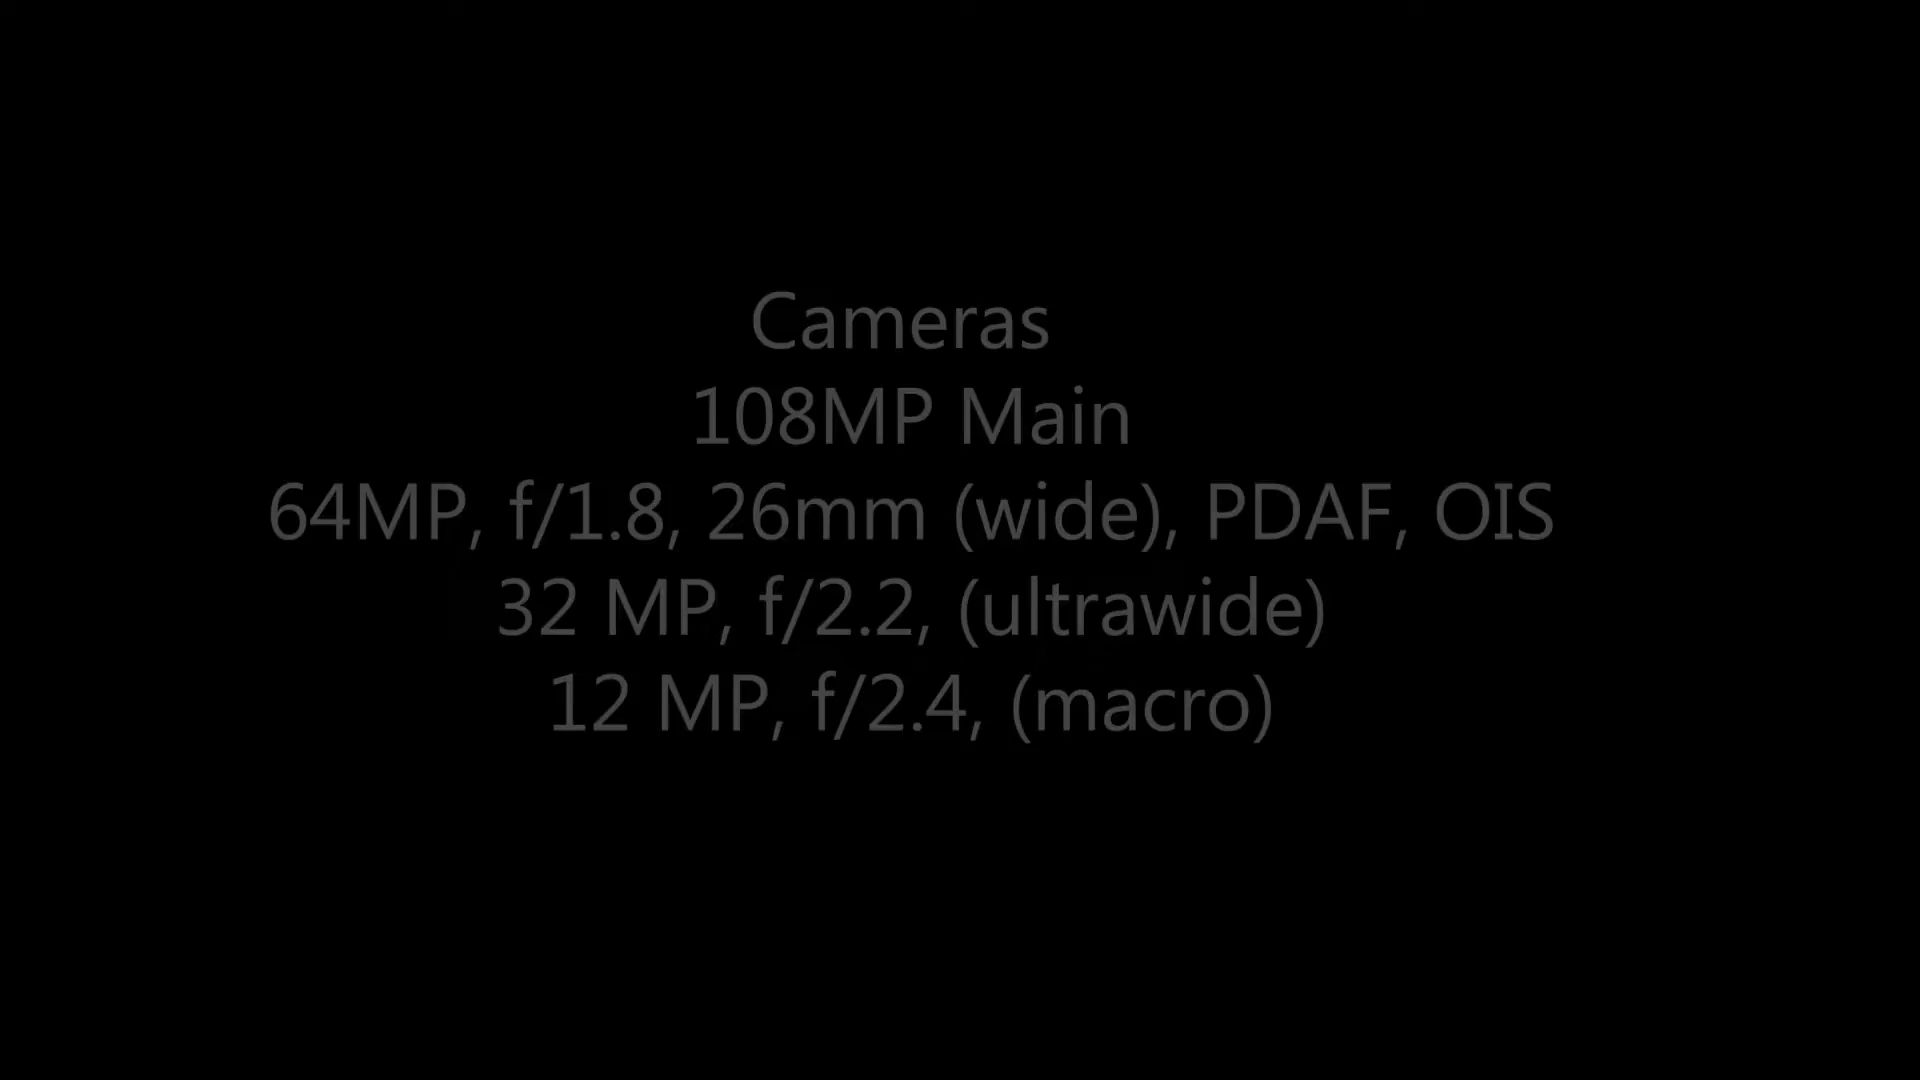 Cameras
108MP Main
64MP, f/1.8, 26mm (wide), PDAF, OIS
32 MP, f/2.2, (ultrawide)
12 MP, f/2.4, (macro)